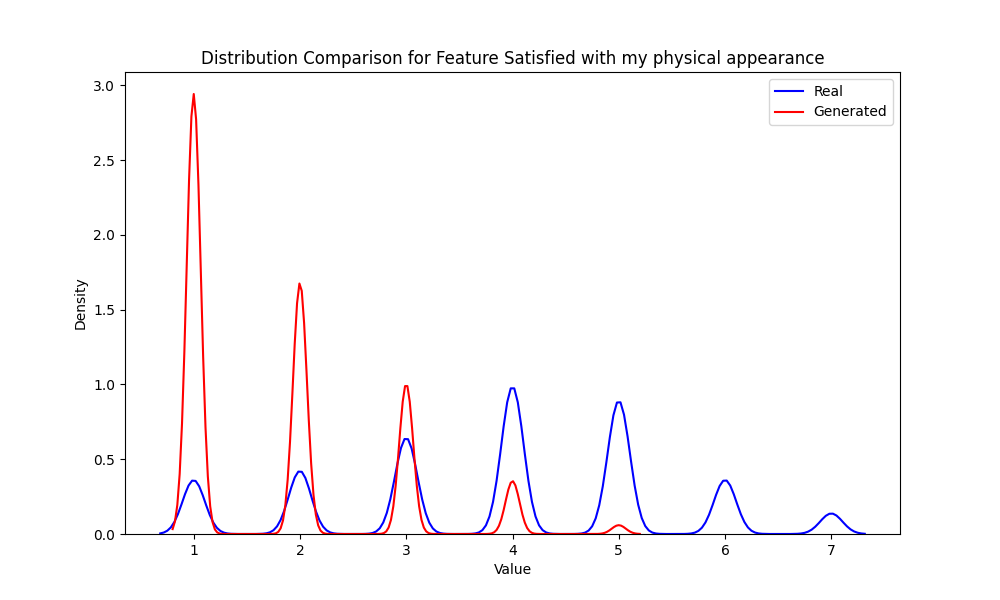 Distribution Comparison for Feature Satisfied with my physical appearance
Real
Generated
3.0
2.5
2.0
1.5
1.0
0.5
0.0
Density
1 2 3 4 5 6 7
Value